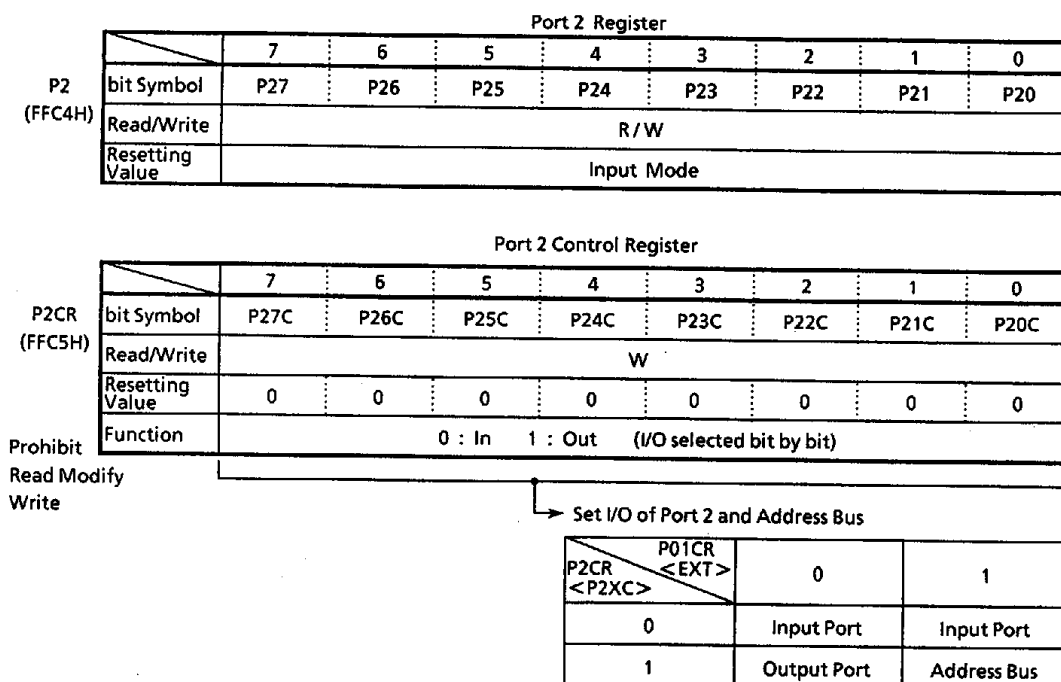 Port 2 Register
7 6 5 4 3 2 1 0
P2 (FFC4H)
bit Symbol P27 P26 P25 P24 P23 P22 P21 P20
Read/Write R/W
Resetting Value Input Mode
Port 2 Control Register
7 6 5 4 3 2 1 0
P2CR (FFC5H)
bit Symbol P27C P26C P25C P24C P23C P22C P21C P20C
Read/Write W
Resetting Value 0 0 0 0 0 0 0 0
Function 0 : In 1 : Out (I/O selected bit by bit)
Prohibit
Read Modify
Write
Set I/O of Port 2 and Address Bus
P01CR
<EXT>
P2CR
<P2XC>
0 1
0 Input Port Input Port
1 Output Port Address Bus